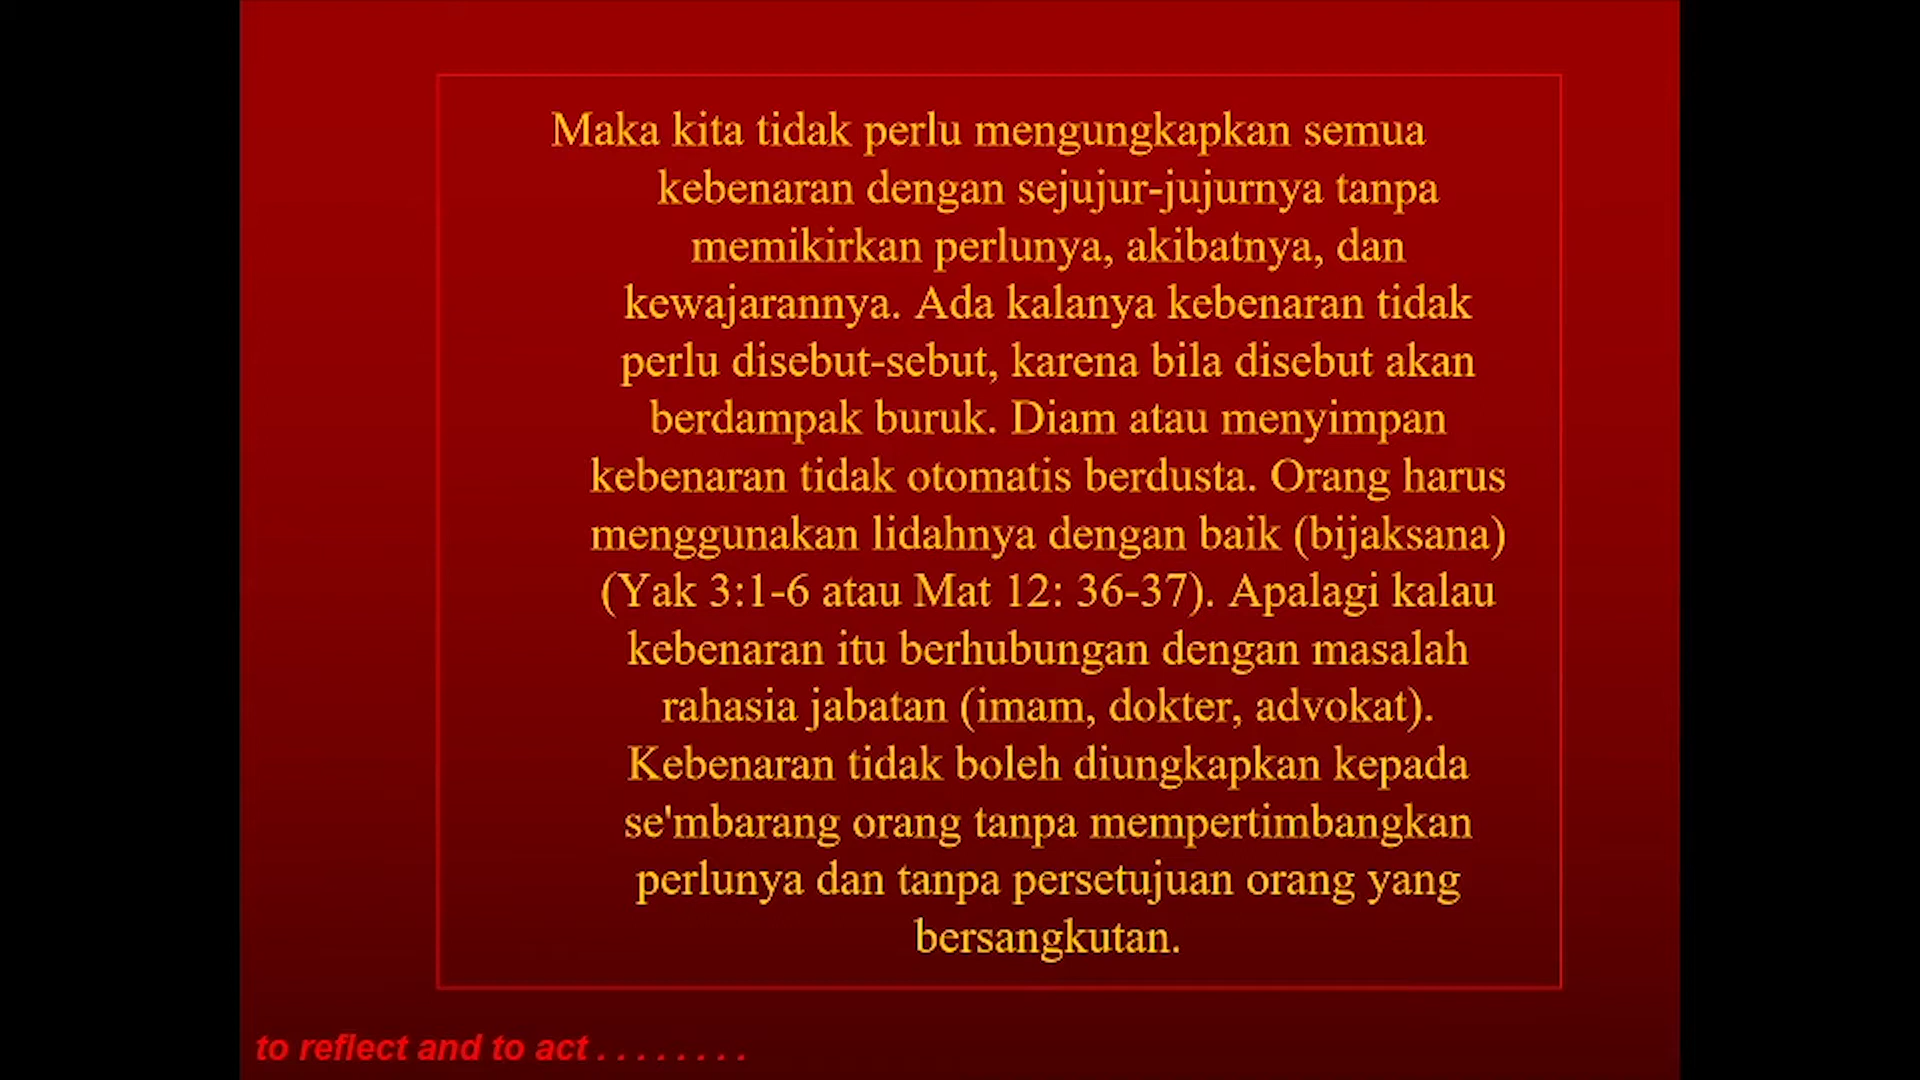 Maka kita tidak perlu mengungkapkan semua
kebenaran dengan sejujur-jujurnya tanpa
memikirkan perlunya, akibatnya, dan
kewajarannya. Ada kalanya kebenaran tidak
perlu disebut-sebut, karena bila disebut akan
berdampak buruk. Diam atau menyimpan
kebenaran tidak otomatis berdusta. Orang harus
menggunakan lidahnya dengan baik (bijaksana)
(Yak 3:1-6 atau Mat 12: 36-37). Apalagi kalau
kebenaran itu berhubungan dengan masalah
rahasia jabatan (imam, dokter, advokat).
Kebenaran tidak boleh diungkapkan kepada
se'mbarang orang tanpa mempertimbangkan
perlunya dan tanpa persetujuan orang yang
bersangkutan.
to reflect and to act . . . . . . . .